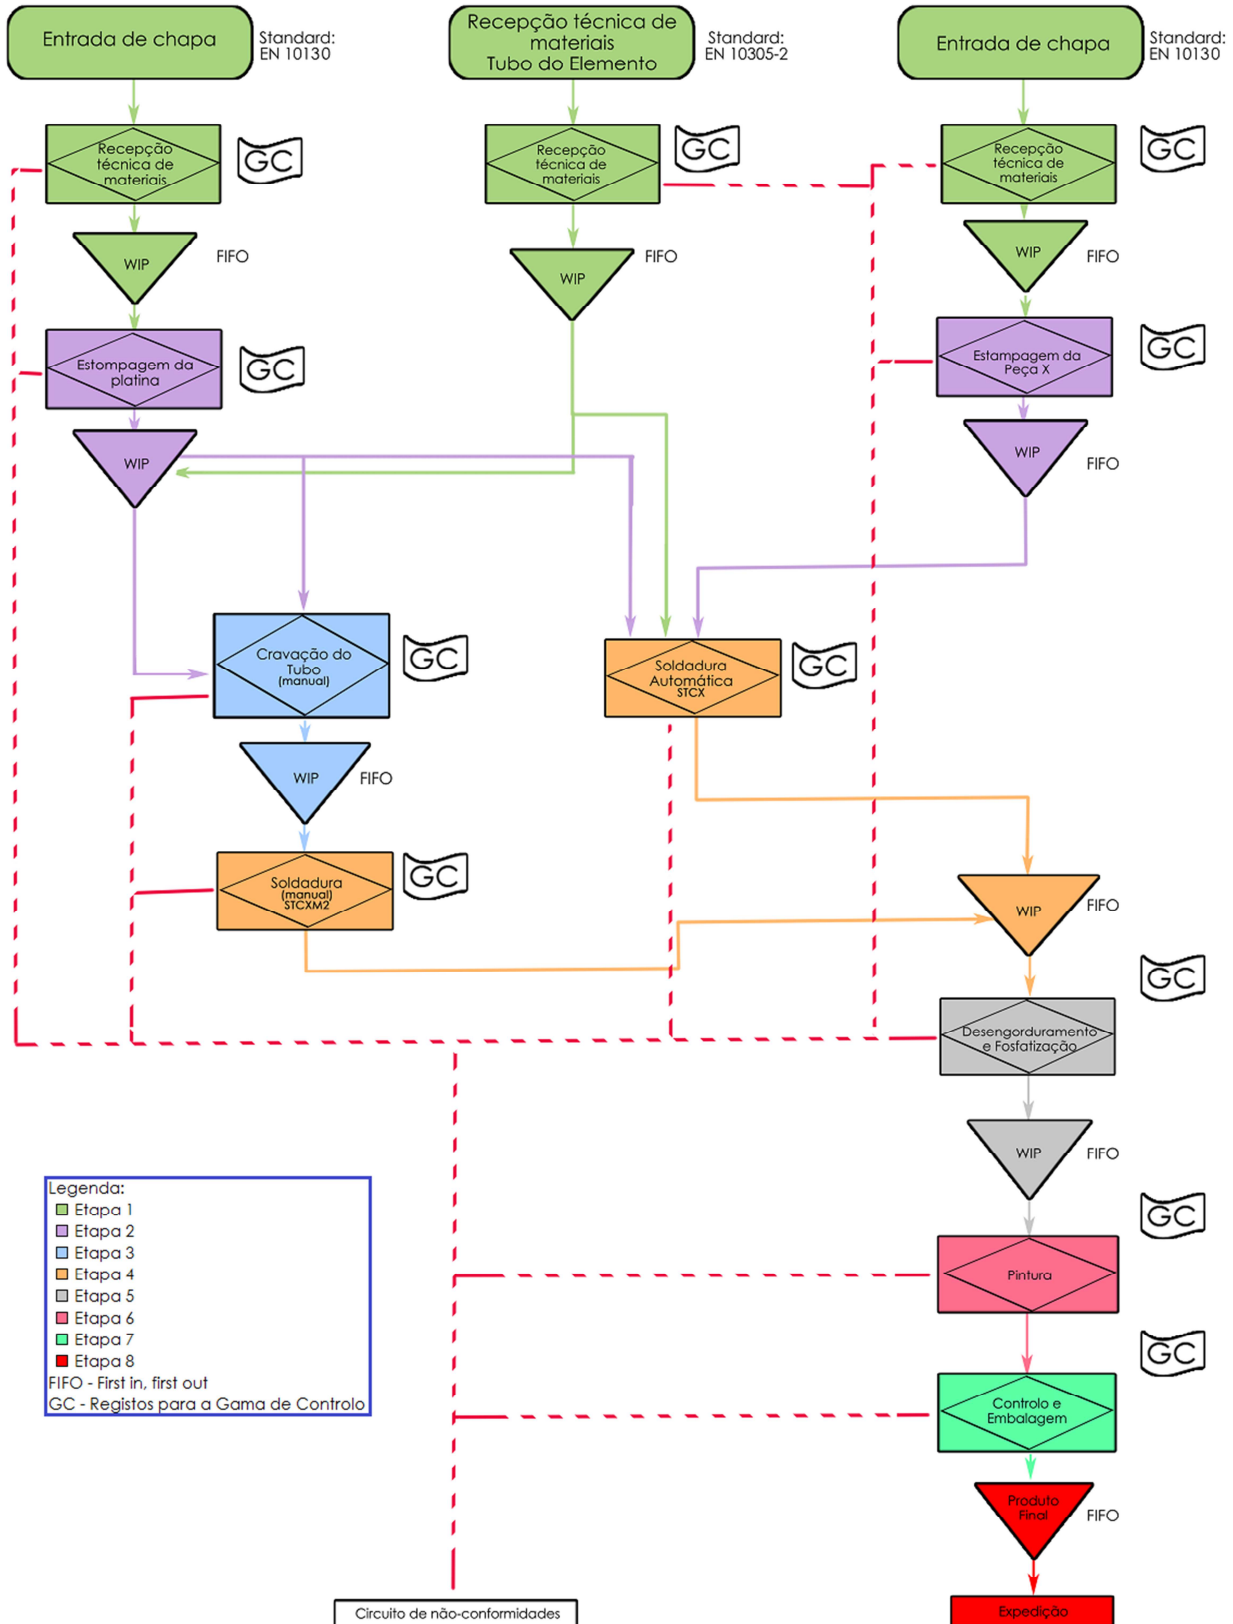 Entrada de chapa
Standard:
EN 10130
Recepção técnica de
materiais
Tubo do Elemento
Standard:
EN 10305-2
Entrada de chapa
Standard:
EN 10130
Recepção
técnica de
materiais
GC
Recepção
técnica de
materiais
GC
Recepção
técnica de
materiais
GC
WIP
FIFO
WIP
FIFO
WIP
FIFO
Estompagem da
platina
GC
Estampagem da
Peça X
GC
WIP
WIP
FIFO
Cravação do
Tubo
(manual)
GC
Soldadura
Automática
STCX
GC
WIP
FIFO
Soldadura
(manual)
STCXM2
GC
WIP
FIFO
GC
Desengorduramento
e Fosfatização
WIP
FIFO
GC
Pintura
GC
Controlo e
Embalagem
Produto
Final
FIFO
Expedição
Legenda:
Etapa 1
Etapa 2
Etapa 3
Etapa 4
Etapa 5
Etapa 6
Etapa 7
Etapa 8
FIFO - First in, first out
GC - Registos para a Gama de Controlo
Circuito de não-conformidades